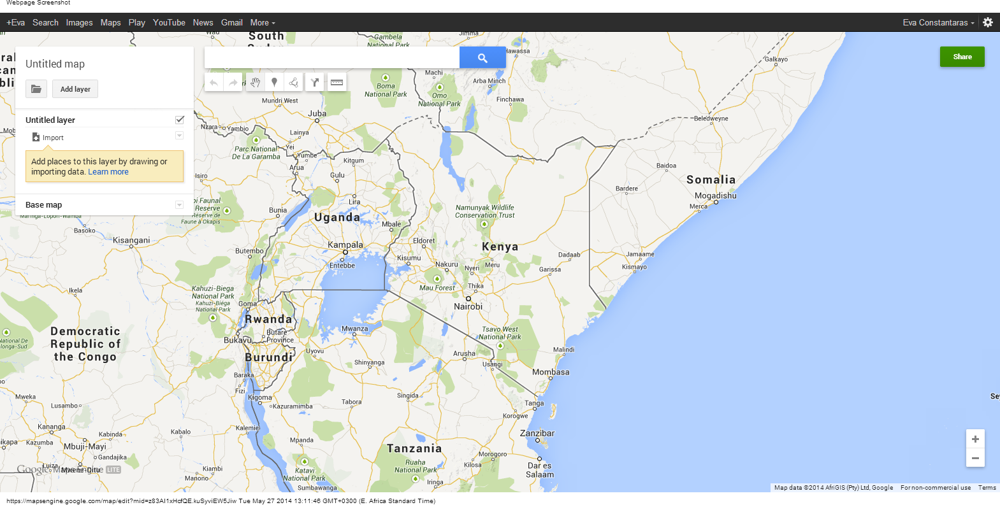 Webpage Screenshot
+Eva Search Images Maps Play YouTube News Gmail More
Eva Constantaras
Untitled map
Add layer
Untitled layer
Import
Add places to this layer by drawing or
importing data. Learn more
Base map
Share
South
Gambela
National Park
Jimma
Hawassa
Galkayo
Machi
Arba Minch
Boma
National Park
Omo
National Park
Finchawa
Mundri West
Juba
Beledweyne
Nzara
Yambio
Lainya
Yei
Parc National
De La Garamba
Yumbe
Kitgum
Arua
Gulu
Isiro
Baidoa
Somalia
Bardere
Mogadishu
Merca
Lira
Bunia
Uganda
Namunyak Wildlife
Conservation Trust
Réserve de
Faune à Okapis
Mbale
Basoko
Kisangani
Kampala
Eldoret
Kenya
Butembo
Entebbe
Kisumu
Nakuru
Nyeri
Meru
Dadaab
Garissa
Jamaame
Kismayo
Mau Forest
Thika
Nairobi
Ikela
Kahuzi-Biega
National Park
Kahuzi-Biéga
National Park
Goma
Rwanda
Democratic
Republic of
the Congo
Mwanza
Butare
Province
Bukavu
Tsavo West
National Park
Burundi
Uyovu
Arusha
Usangi
Malindi
Shinyanga
Mombasa
Baraka
Fizi
Kigoma
Kazuramimba
Tabora
Singida
Tanga
Korogwe
Mweka
Lusambo
Kananga
Kabinda
Kabalo
Kalemie
Zanzibar
Kazumba
Mbuji-Mayi
Mpanda
Tanzania
Gandajika
Luiza
Mwene-Ditu
Kiambi
Manono
Katavi
National Park
Ruaha
National Park
Morogoro
Kilosa
Dar es
Salaam
Sumbawanga
Iringa
Google Maps Engine LITE
Map data ©2014 AfriGIS (Pty) Ltd, Google For non-commercial use Terms
https://mapsengine.google.com/map/edit?mid=z83AI1xHcfQE.kuSyviEW5Jiw Tue May 27 2014 13:11:46 GMT+0300 (E. Africa Standard Time)